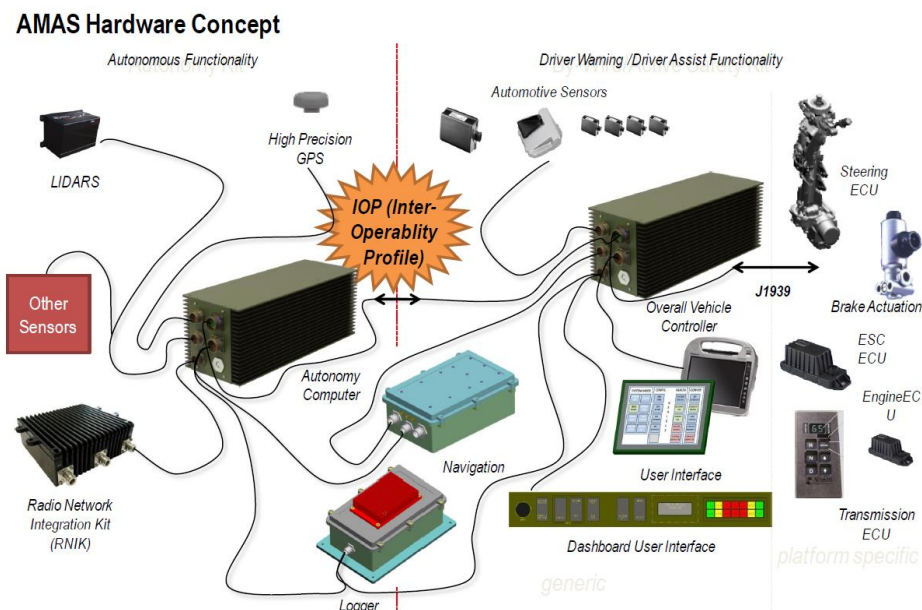 AMAS Hardware Concept
Autonomous Functionality
Driver Warning /Driver Assist Functionality
Automotive Sensors
High Precision
GPS
LIDARS
Steering
ECU
IOP (Inter-
Operablity
Profile)
Other
Sensors
J1939
Overall Vehicle
Controller
Brake Actuation
Autonomy
Computer
ESC
ECU
EngineEC
U
Navigation
User Interface
Radio Network
Integration Kit
(RNIK)
Dashboard User Interface
Transmission
ECU
platform specific
generic
Logger